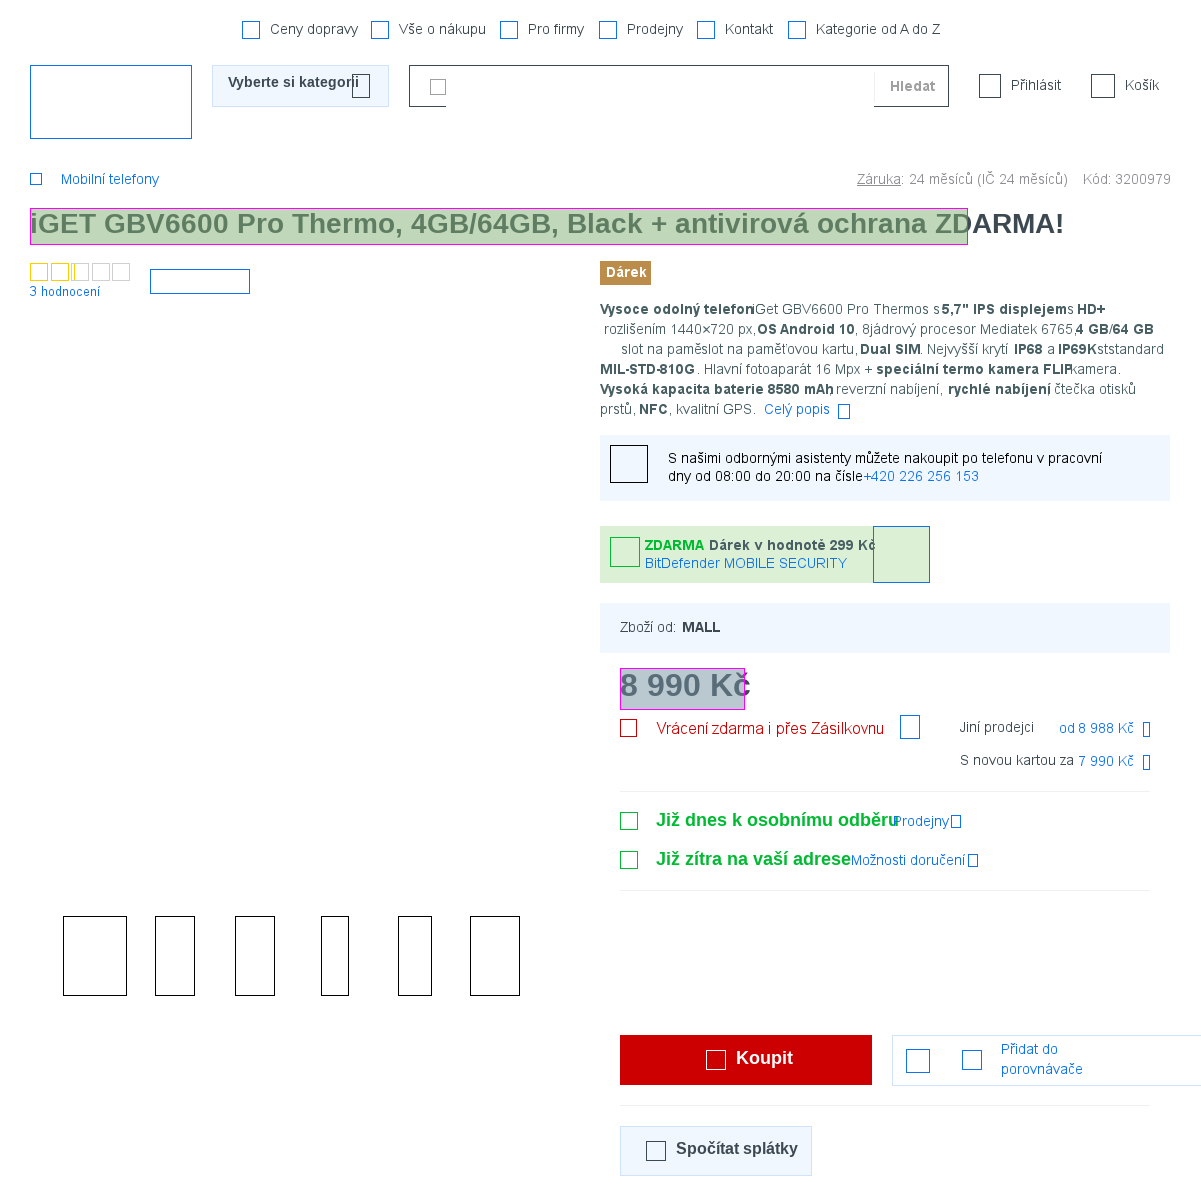 Ceny dopravy Vše o nákupu Pro firmy Prodejny Kontakt Kategorie od A do Z
Vyberte si kategorii Hledat Přihlásit Košík
Mobilní telefony Záruka: 24 měsíců (IČ 24 měsíců) Kód: 3200979
iGET GBV6600 Pro Thermo, 4GB/64GB, Black + antivirová ochrana ZDARMA!
3 hodnocení
Dárek
Vysoce odolný telefon iGet GBV6600 Pro Thermos s 5,7" IPS displejem s HD+
rozlišením 1440×720 px, OS Android 10, 8jádrový procesor Mediatek 6765, 4 GB/64 GB
slot na paměslot na paměťovou kartu, Dual SIM. Nejvyšší krytí IP68 a IP69K ststandard
MIL-STD-810G. Hlavní fotoaparát 16 Mpx + speciální termo kamera FLIP kamera.
Vysoká kapacita baterie 8580 mAh, reverzní nabíjení, rychlé nabíjení, čtečka otisků
prstů, NFC, kvalitní GPS. Celý popis
S našimi odbornými asistenty můžete nakoupit po telefonu v pracovní
dny od 08:00 do 20:00 na čísle +420 226 256 153
ZDARMA Dárek v hodnotě 299 Kč
BitDefender MOBILE SECURITY
Zboží od: MALL
8 990 Kč
Vrácení zdarma i přes Zásilkovnu Jiní prodejci od 8 988 Kč
S novou kartou za 7 990 Kč
Již dnes k osobnímu odběru Prodejny
Již zítra na vaší adrese Možnosti doručení
Koupit
Přidat do
porovnávače
Spočítat splátky